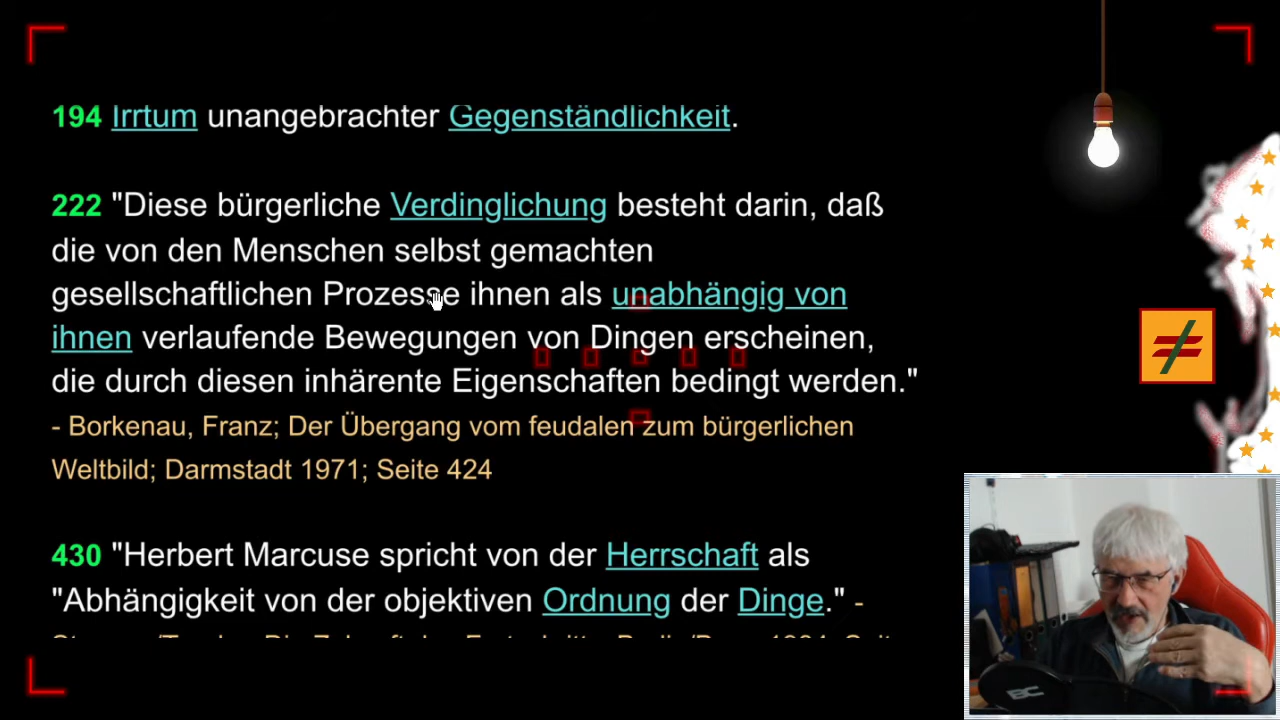 194 Irrtum unangebrachter Gegenständlichkeit.
222 "Diese bürgerliche Verdinglichung besteht darin, daß
die von den Menschen selbst gemachten
gesellschaftlichen Prozesse ihnen als unabhängig von
ihnen verlaufende Bewegungen von Dingen erscheinen,
die durch diesen inhärente Eigenschaften bedingt werden."
- Borkenau, Franz; Der Übergang vom feudalen zum bürgerlichen
Weltbild; Darmstadt 1971; Seite 424
430 "Herbert Marcuse spricht von der Herrschaft als
"Abhängigkeit von der objektiven Ordnung der Dinge." -
≠
BC